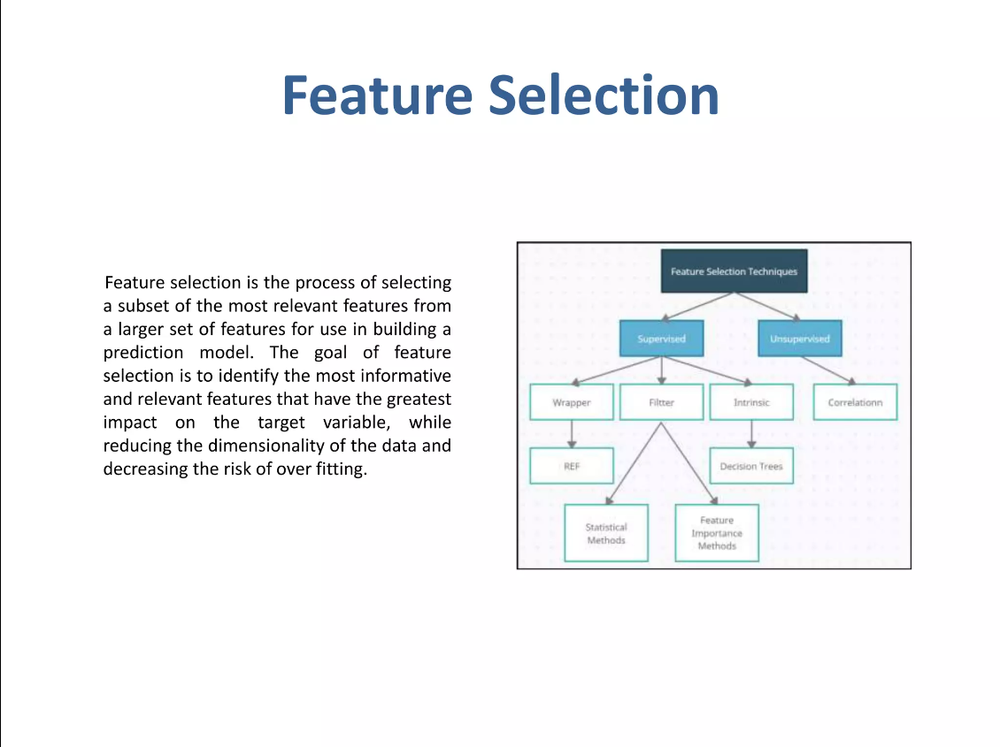 Feature Selection
Feature selection is the process of selecting
a subset of the most relevant features from
a larger set of features for use in building a
prediction model. The goal of feature
selection is to identify the most informative
and relevant features that have the greatest
impact on the target variable, while
reducing the dimensionality of the data and
decreasing the risk of over fitting.
Feature Selection Techniques
Supervised
Unsupervised
Wrapper
Filtter
Intrinsic
Correlationn
REF
Decision Trees
Statistical
Methods
Feature
Importance
Methods